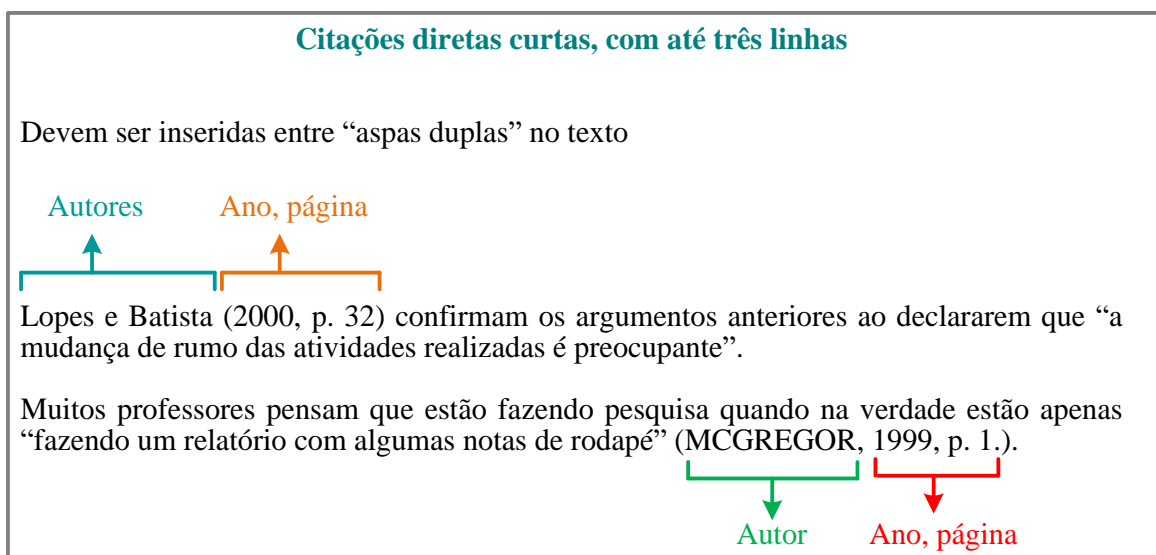 Citações diretas curtas, com até três linhas
Devem ser inseridas entre “aspas duplas” no texto
Autores Ano, página
Lopes e Batista (2000, p. 32) confirmam os argumentos anteriores ao declararem que “a
mudança de rumo das atividades realizadas é preocupante”.
Muitos professores pensam que estão fazendo pesquisa quando na verdade estão apenas
“fazendo um relatório com algumas notas de rodapé” (MCGREGOR, 1999, p. 1.).
Autor Ano, página